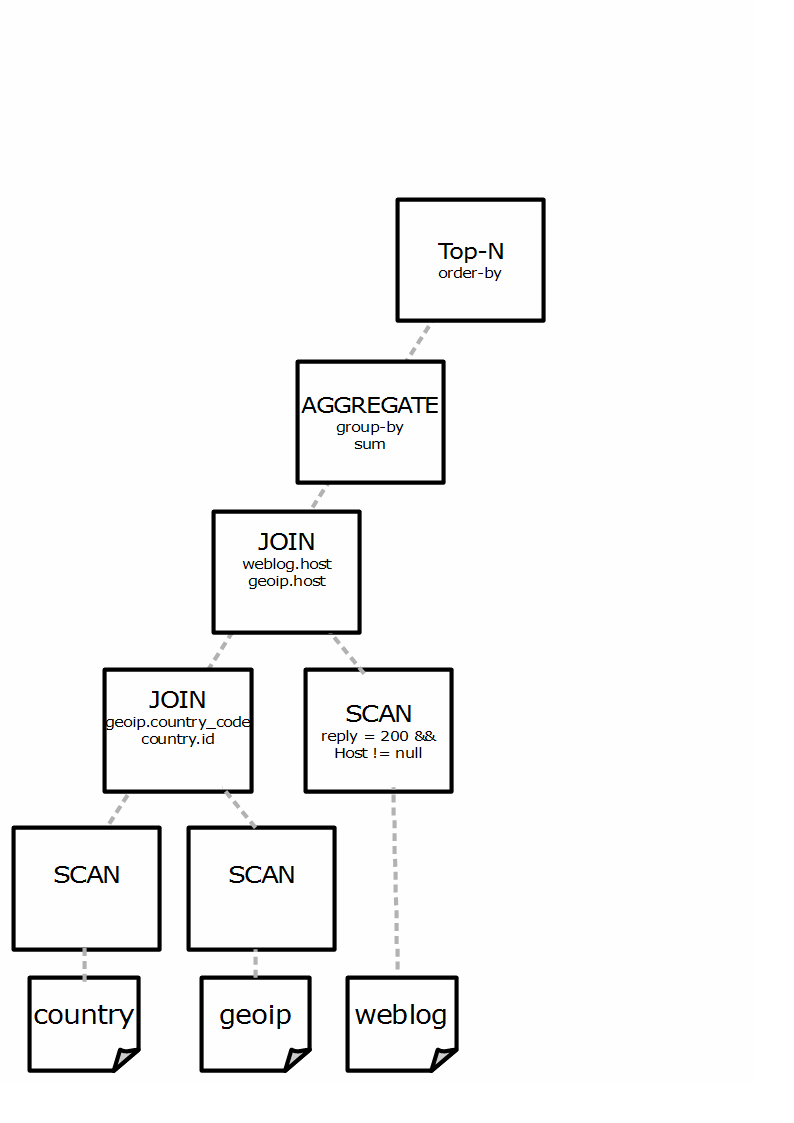 Top-N
order-by
AGGREGATE
group-by
sum
JOIN
weblog.host
geoip.host
JOIN
geoip.country_code
country.id
SCAN
reply = 200 &&
Host != null
SCAN
SCAN
country
geoip
weblog